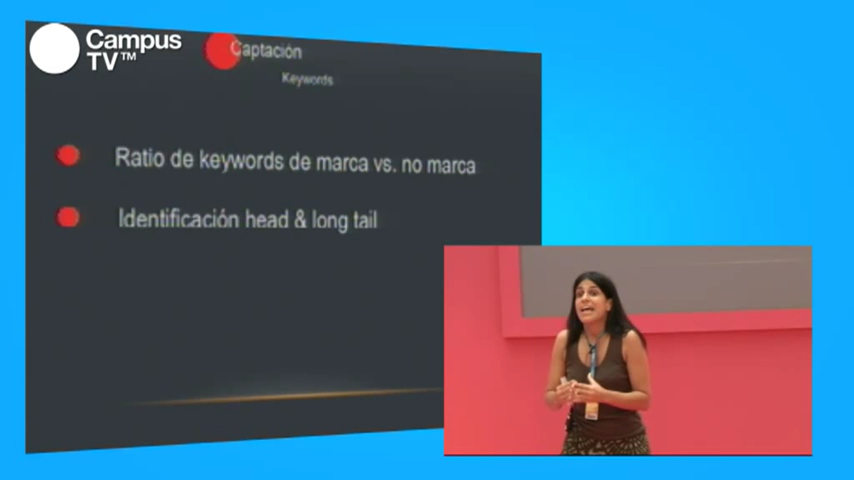 Campus
TV™
Captación
Keywords
Ratio de keywords de marca vs. no marca
Identificación head & long tail